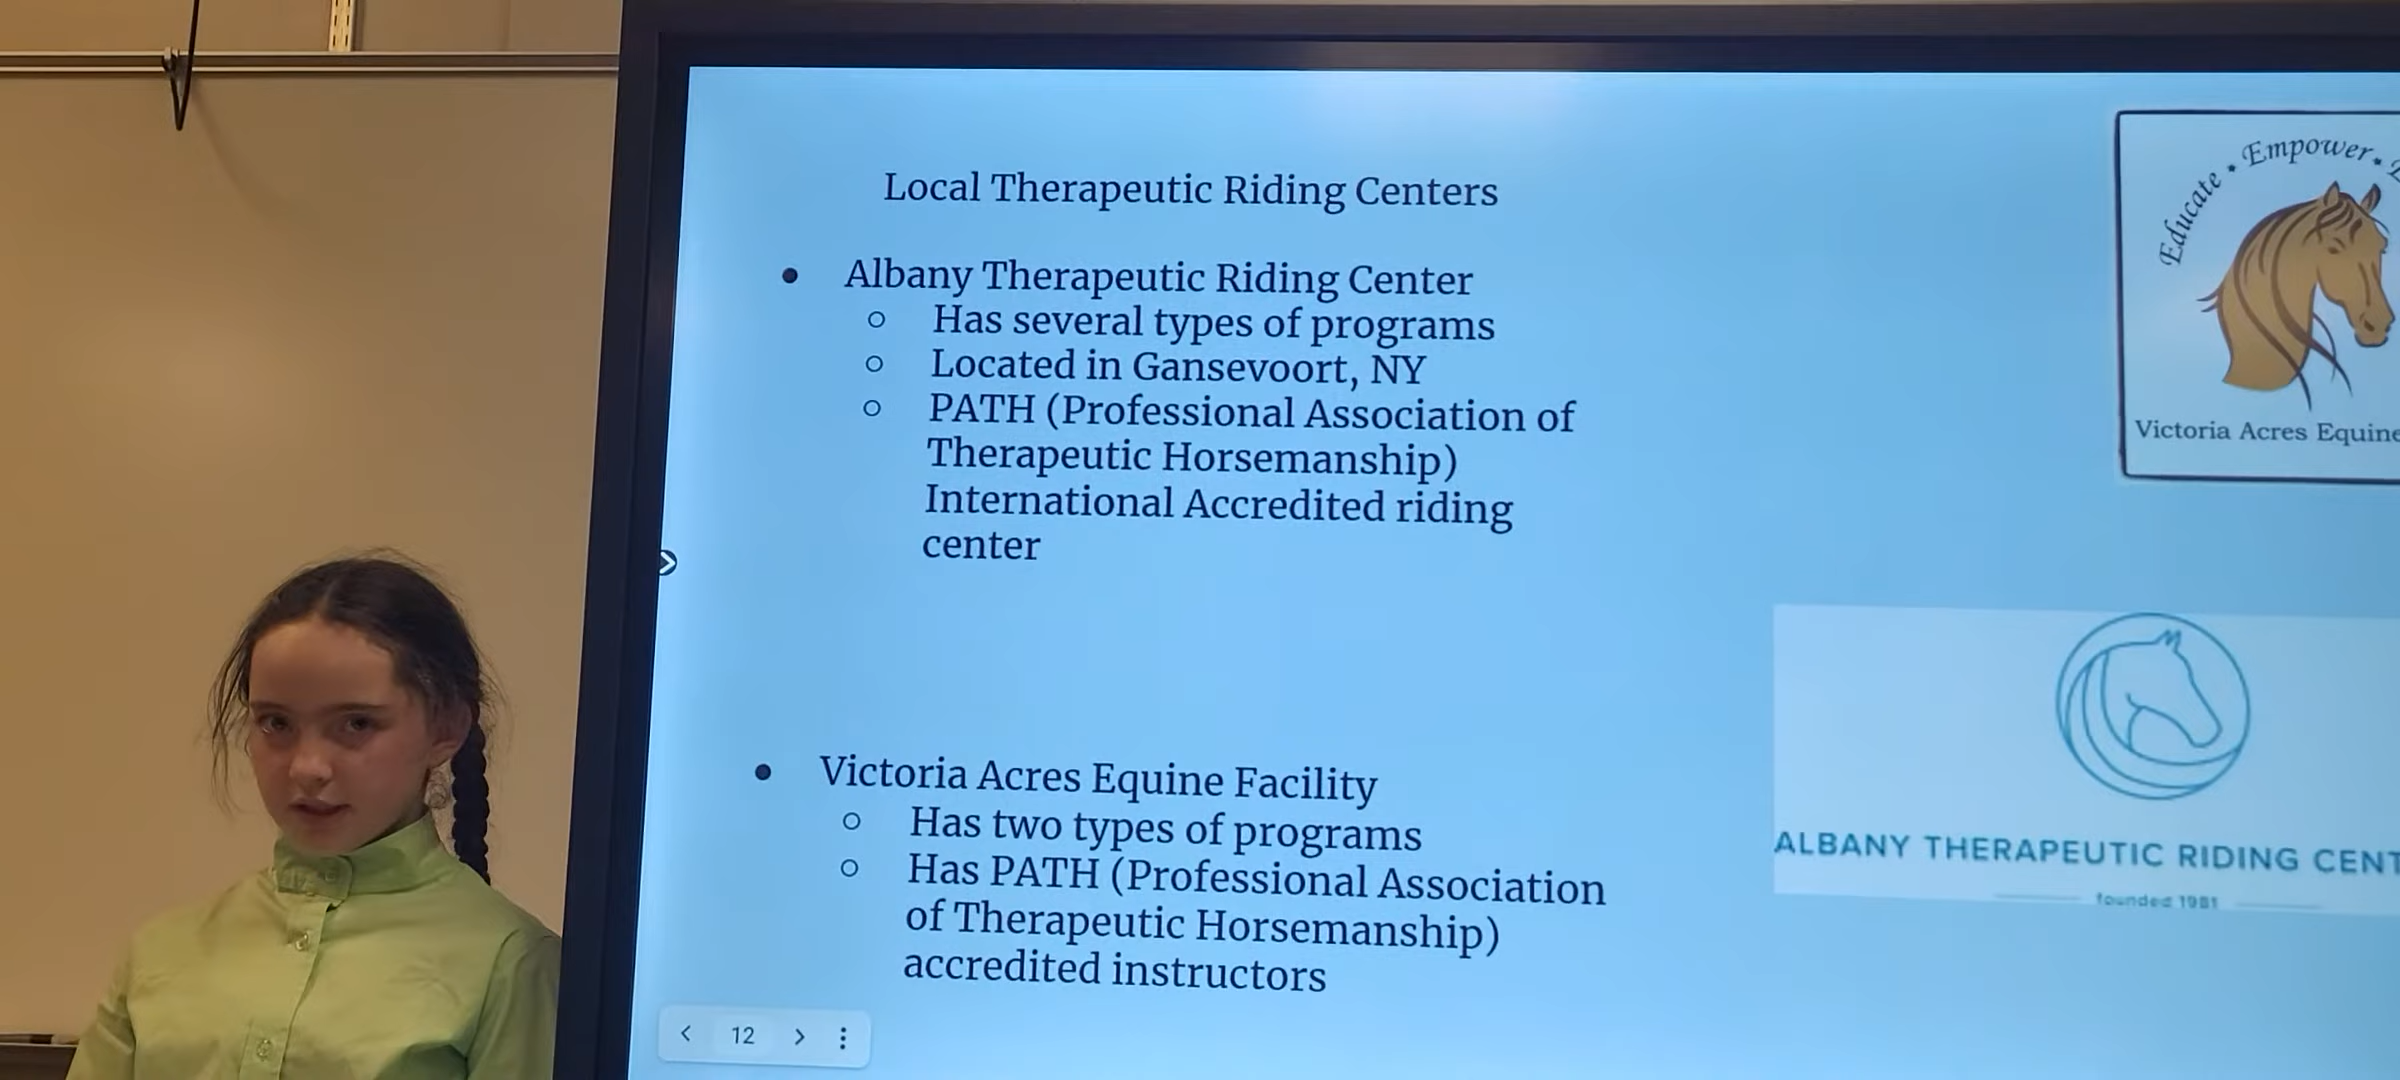 Local Therapeutic Riding Centers
Albany Therapeutic Riding Center
Has several types of programs
Located in Gansevoort, NY
PATH (Professional Association of
Therapeutic Horsemanship)
International Accredited riding
center
Victoria Acres Equine Facility
Has two types of programs
Has PATH (Professional Association
of Therapeutic Horsemanship)
accredited instructors
12
Educate • Empower •
Victoria Acres Equine
ALBANY THERAPEUTIC RIDING CENT
founded 1981